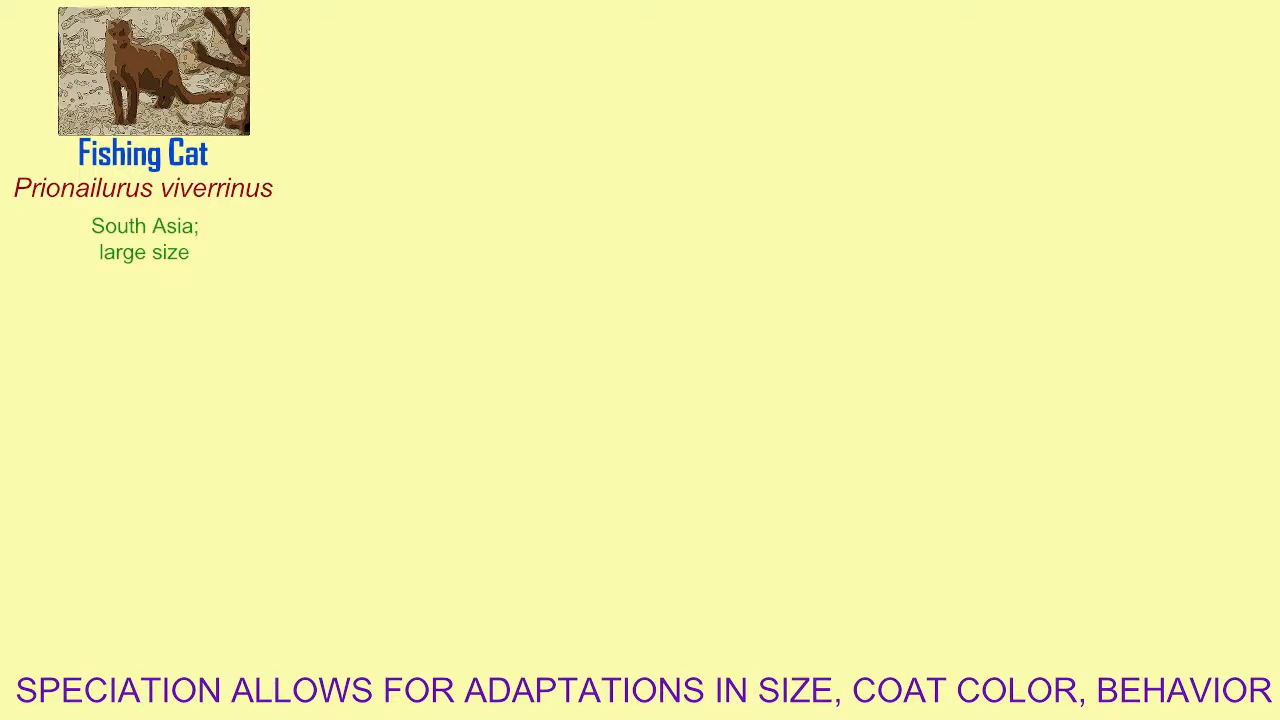 Fishing Cat
Prionailurus viverrinus
South Asia;
large size
SPECIATION ALLOWS FOR ADAPTATIONS IN SIZE, COAT COLOR, BEHAVIOR